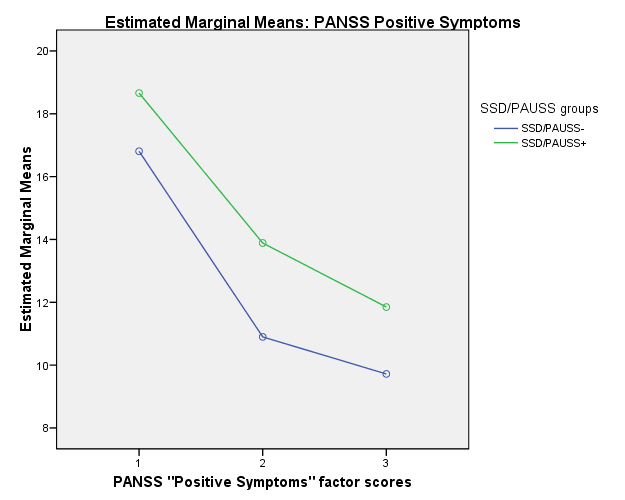 Estimated Marginal Means: PANSS Positive Symptoms
20
18
16
14
12
10
8
Estimated Marginal Means
1 2 3
PANSS "Positive Symptoms" factor scores
SSD/PAUSS groups
SSD/PAUSS-
SSD/PAUSS+